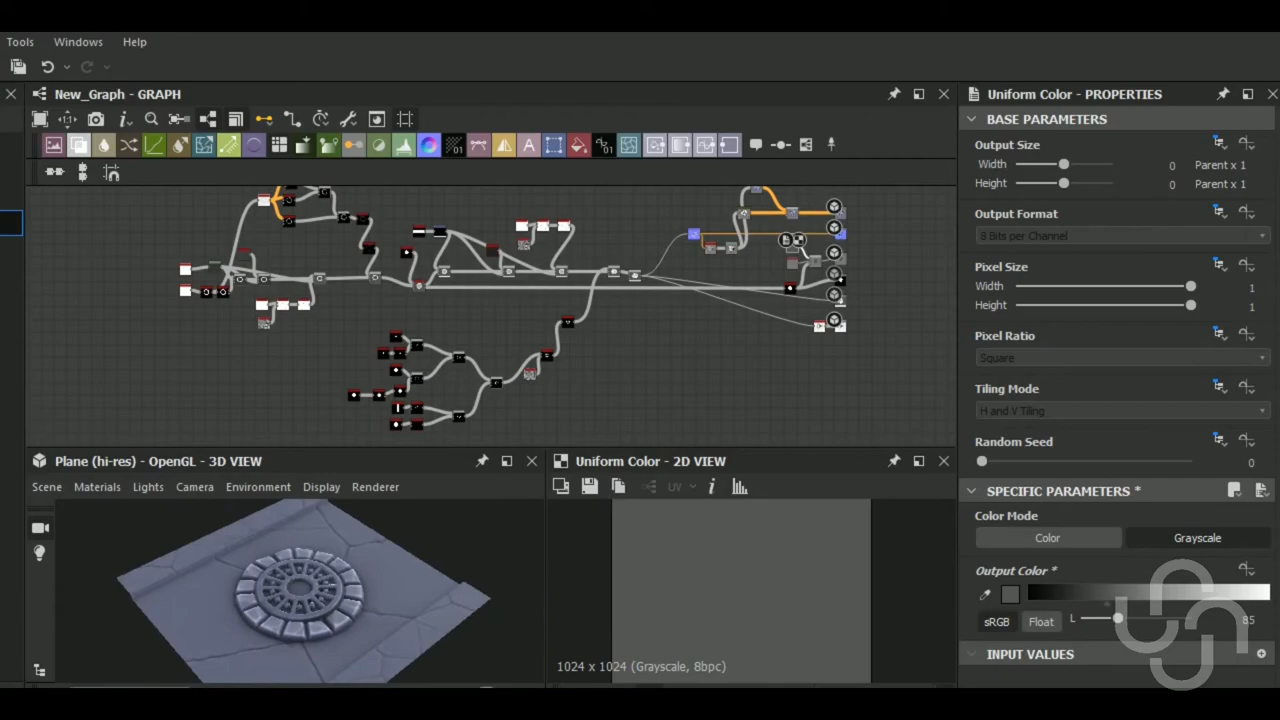 Tools Windows Help
New_Graph - GRAPH
Uniform Color - PROPERTIES
BASE PARAMETERS
Output Size
Width 0 Parent x 1
Height 0 Parent x 1
Output Format
8 Bits per Channel
Pixel Size
Width 1
Height 1
Pixel Ratio
Square
Tiling Mode
H and V Tiling
Random Seed
0
SPECIFIC PARAMETERS *
Color Mode
Color Grayscale
Output Color *
sRGB Float L 85
INPUT VALUES
Plane (hi-res) - OpenGL - 3D VIEW
Scene Materials Lights Camera Environment Display Renderer
Uniform Color - 2D VIEW
UV
1024 x 1024 (Grayscale, 8bpc)